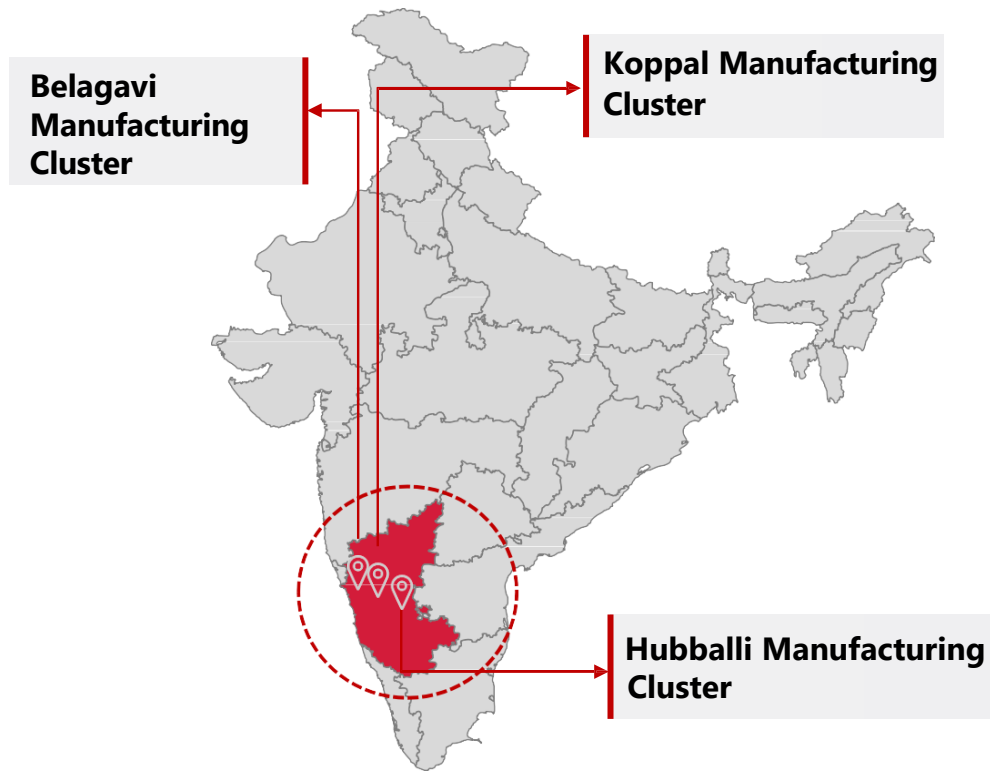 Belagavi
Manufacturing
Cluster
Koppal Manufacturing
Cluster
Hubballi Manufacturing
Cluster